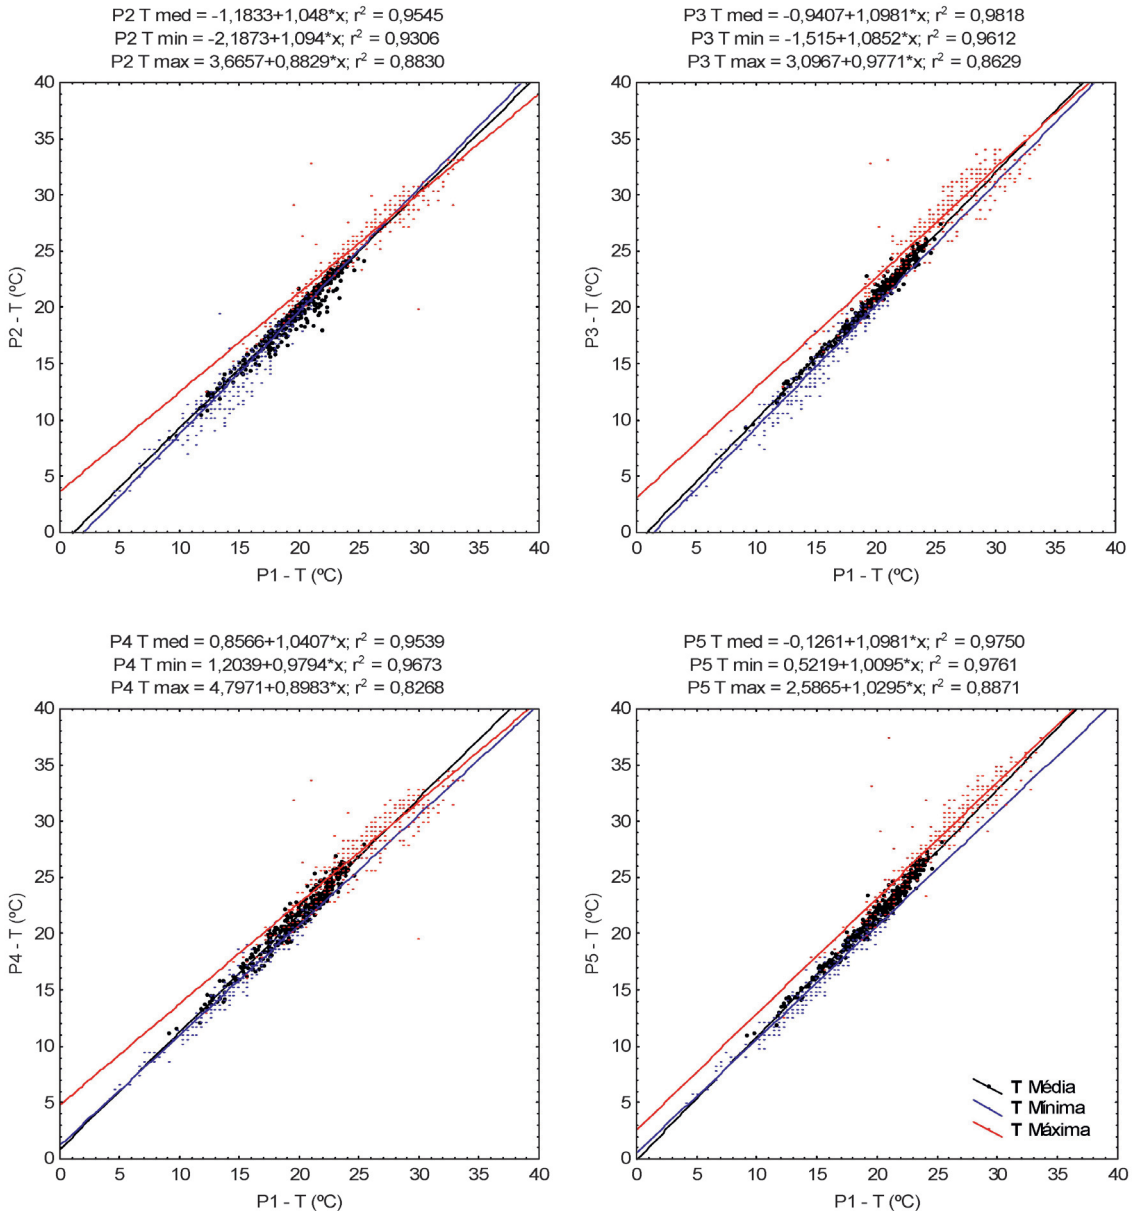 P2 T med = -1,1833+1,048*x; r² = 0,9545
P2 T min = -2,1873+1,094*x; r² = 0,9306
P2 T max = 3,6657+0,8829*x; r² = 0,8830
40
35
30
25
20
15
10
5
0
P2 - T (ºC)
0 5 10 15 20 25 30 35 40
P1 - T (ºC)
P3 T med = -0,9407+1,0981*x; r² = 0,9818
P3 T min = -1,515+1,0852*x; r² = 0,9612
P3 T max = 3,0967+0,9771*x; r² = 0,8629
40
35
30
25
20
15
10
5
0
P3 - T (ºC)
0 5 10 15 20 25 30 35 40
P1 - T (ºC)
P4 T med = 0,8566+1,0407*x; r² = 0,9539
P4 T min = 1,2039+0,9794*x; r² = 0,9673
P4 T max = 4,7971+0,8983*x; r² = 0,8268
40
35
30
25
20
15
10
5
0
P4 - T (ºC)
0 5 10 15 20 25 30 35 40
P1 - T (ºC)
P5 T med = -0,1261+1,0981*x; r² = 0,9750
P5 T min = 0,5219+1,0095*x; r² = 0,9761
P5 T max = 2,5865+1,0295*x; r² = 0,8871
40
35
30
25
20
15
10
5
0
P5 - T (ºC)
0 5 10 15 20 25 30 35 40
P1 - T (ºC)
T Média
T Mínima
T Máxima